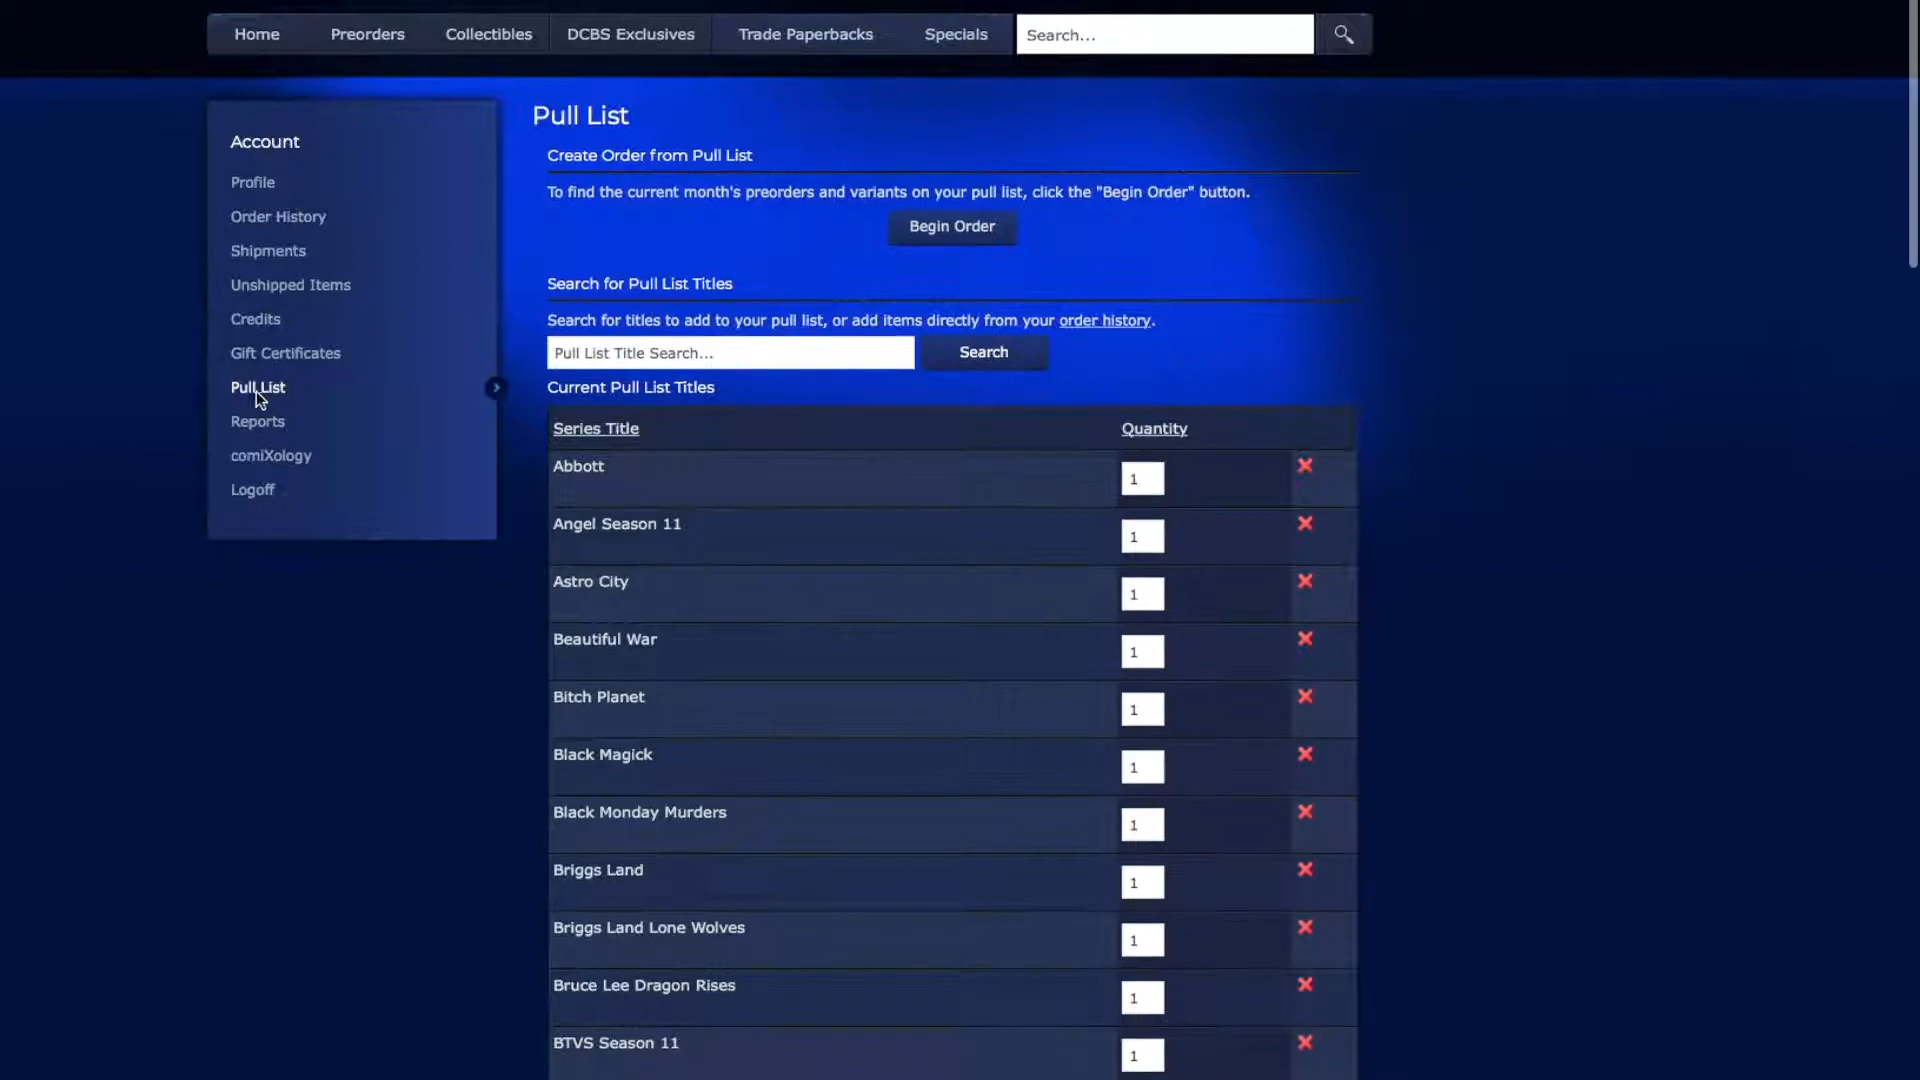 Home Preorders Collectibles DCBS Exclusives Trade Paperbacks Specials Search...
Account
Profile
Order History
Shipments
Unshipped Items
Credits
Gift Certificates
Pull List
Reports
comiXology
Logoff
Pull List
Create Order from Pull List
To find the current month's preorders and variants on your pull list, click the "Begin Order" button.
Begin Order
Search for Pull List Titles
Search for titles to add to your pull list, or add items directly from your order history.
Pull List Title Search... Search
Current Pull List Titles
Series Title Quantity
Abbott 1
Angel Season 11 1
Astro City 1
Beautiful War 1
Bitch Planet 1
Black Magick 1
Black Monday Murders 1
Briggs Land 1
Briggs Land Lone Wolves 1
Bruce Lee Dragon Rises 1
BTVS Season 11 1